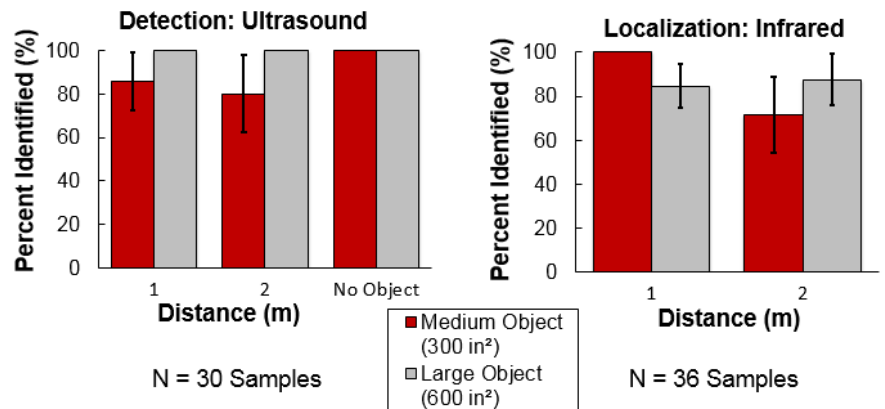 Detection: Ultrasound
Percent Identified (%)
100
80
60
40
20
0
1
2
No Object
Distance (m)
N = 30 Samples
Localization: Infrared
Percent Identified (%)
100
80
60
40
20
0
1
2
Distance (m)
N = 36 Samples
Medium Object
(300 in²)
Large Object
(600 in²)